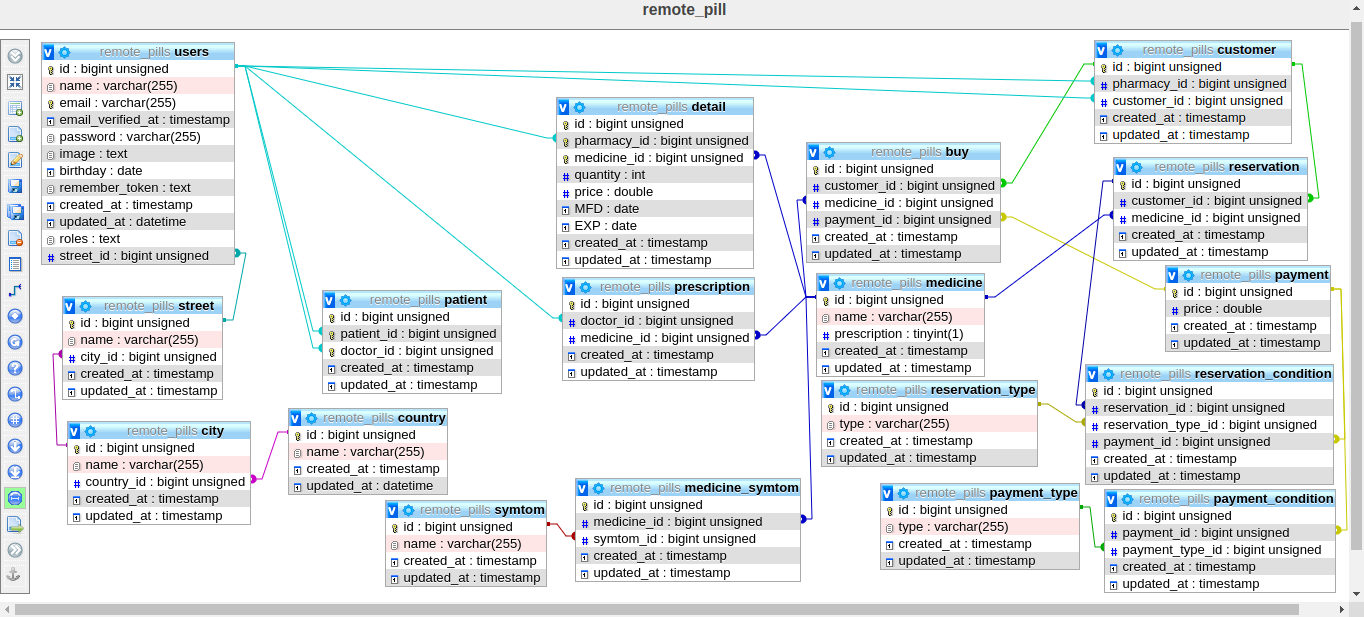 remote_pill
remote_pills users
id : bigint unsigned
name : varchar(255)
email : varchar(255)
email_verified_at : timestamp
password : varchar(255)
image : text
birthday : date
remember_token : text
created_at : timestamp
updated_at : datetime
roles : text
street_id : bigint unsigned
remote_pills street
id : bigint unsigned
name : varchar(255)
city_id : bigint unsigned
created_at : timestamp
updated_at : timestamp
remote_pills city
id : bigint unsigned
name : varchar(255)
country_id : bigint unsigned
created_at : timestamp
updated_at : timestamp
remote_pills patient
id : bigint unsigned
patient_id : bigint unsigned
doctor_id : bigint unsigned
created_at : timestamp
updated_at : timestamp
remote_pills country
id : bigint unsigned
name : varchar(255)
created_at : timestamp
updated_at : datetime
remote_pills symtom
id : bigint unsigned
name : varchar(255)
created_at : timestamp
updated_at : timestamp
remote_pills detail
id : bigint unsigned
pharmacy_id : bigint unsigned
medicine_id : bigint unsigned
quantity : int
price : double
MFD : date
EXP : date
created_at : timestamp
updated_at : timestamp
remote_pills prescription
id : bigint unsigned
doctor_id : bigint unsigned
medicine_id : bigint unsigned
created_at : timestamp
updated_at : timestamp
remote_pills medicine_symtom
id : bigint unsigned
medicine_id : bigint unsigned
symtom_id : bigint unsigned
created_at : timestamp
updated_at : timestamp
remote_pills buy
id : bigint unsigned
customer_id : bigint unsigned
medicine_id : bigint unsigned
payment_id : bigint unsigned
created_at : timestamp
updated_at : timestamp
remote_pills medicine
id : bigint unsigned
name : varchar(255)
prescription : tinyint(1)
created_at : timestamp
updated_at : timestamp
remote_pills reservation_type
id : bigint unsigned
type : varchar(255)
created_at : timestamp
updated_at : timestamp
remote_pills payment_type
id : bigint unsigned
type : varchar(255)
created_at : timestamp
updated_at : timestamp
remote_pills customer
id : bigint unsigned
pharmacy_id : bigint unsigned
customer_id : bigint unsigned
created_at : timestamp
updated_at : timestamp
remote_pills reservation
id : bigint unsigned
customer_id : bigint unsigned
medicine_id : bigint unsigned
created_at : timestamp
updated_at : timestamp
remote_pills payment
id : bigint unsigned
price : double
created_at : timestamp
updated_at : timestamp
remote_pills reservation_condition
id : bigint unsigned
reservation_id : bigint unsigned
reservation_type_id : bigint unsigned
payment_id : bigint unsigned
created_at : timestamp
updated_at : timestamp
remote_pills payment_condition
id : bigint unsigned
payment_id : bigint unsigned
payment_type_id : bigint unsigned
created_at : timestamp
updated_at : timestamp